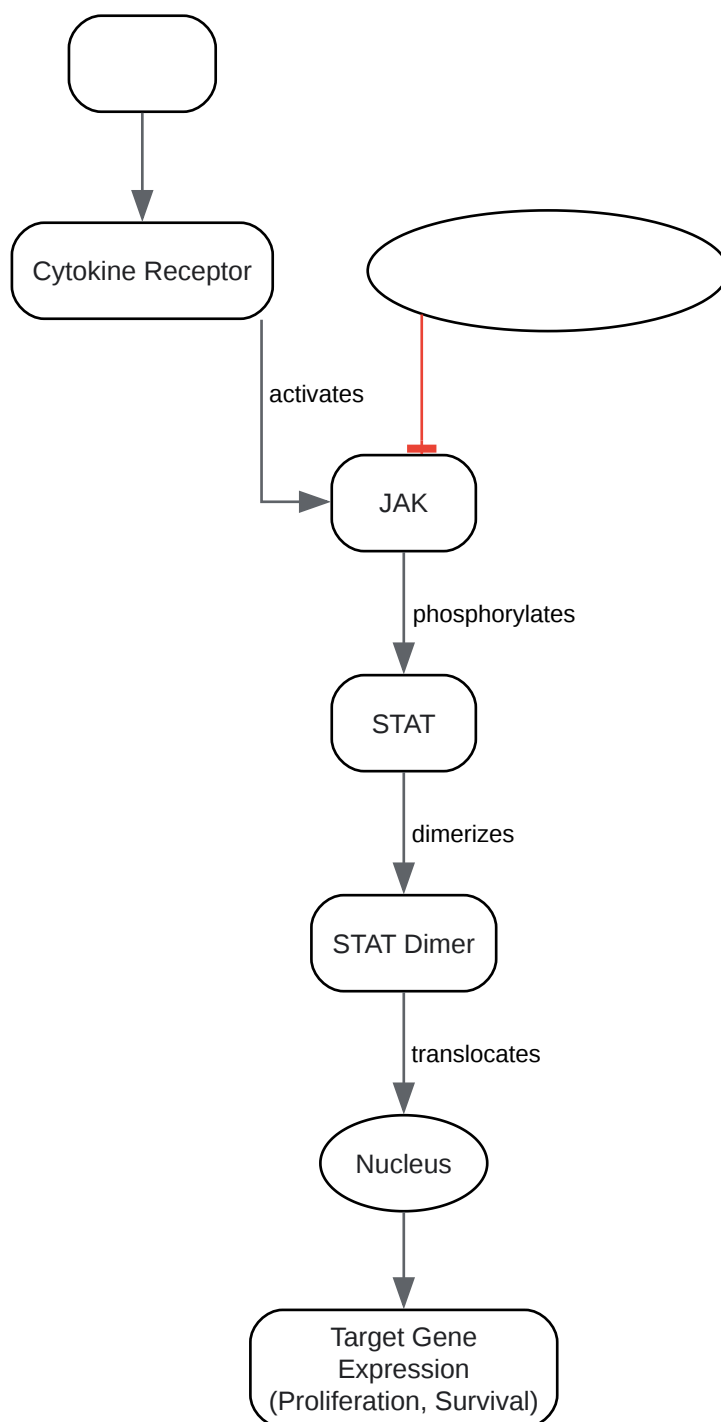 Cytokine Receptor
activates
JAK
phosphorylates
STAT
dimerizes
STAT Dimer
translocates
Nucleus
Target Gene
Expression
(Proliferation, Survival)